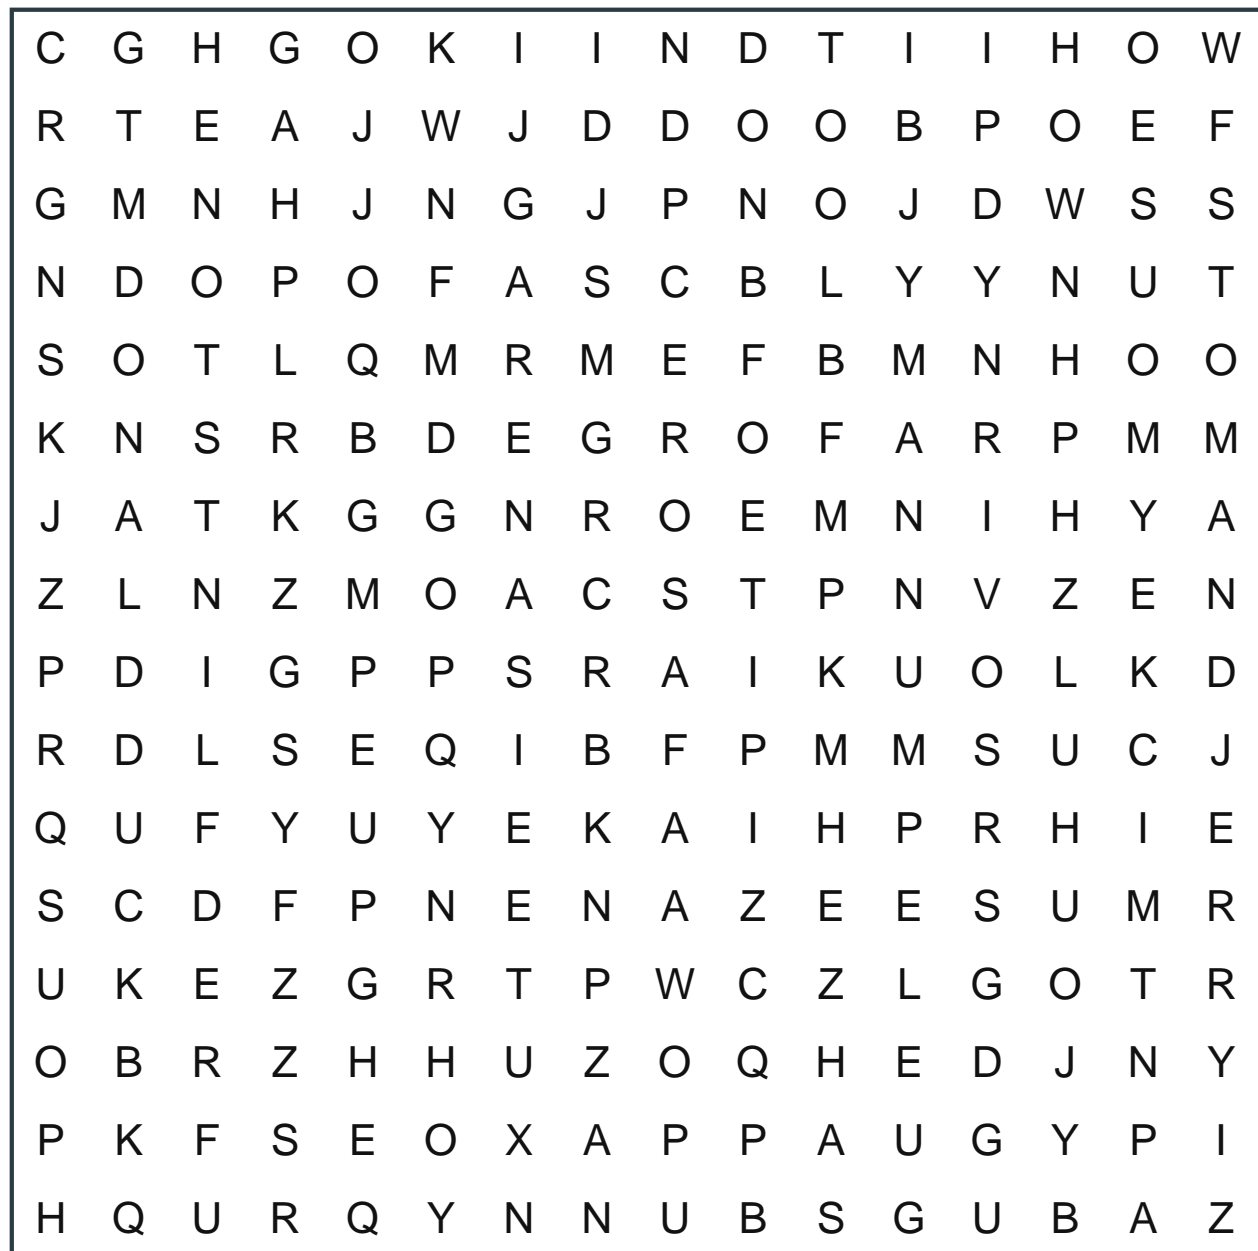 C G H G O K I I N D T I I H O W
R T E A J W J D D O O B P O E F
G M N H J N G J P N O J D W S S
N D O P O F A S C B L Y Y N U T
S O T L Q M R M E F B M N H O O
K N S R B D E G R O F A R P M M
J A T K G G N R O E M N I H Y A
Z L N Z M O A C S T P N V Z E N
P D I G P P S R A I K U O L K D
R D L S E Q I B F P M M S U C J
Q U F Y U Y E K A I H P R H I E
S C D F P N E N A Z E E S U M R
U K E Z G R T P W C Z L G O T R
O B R Z H H U Z O Q H E D J N Y
P K F S E O X A P P A U G Y P I
H Q U R Q Y N N U B S G U B A Z